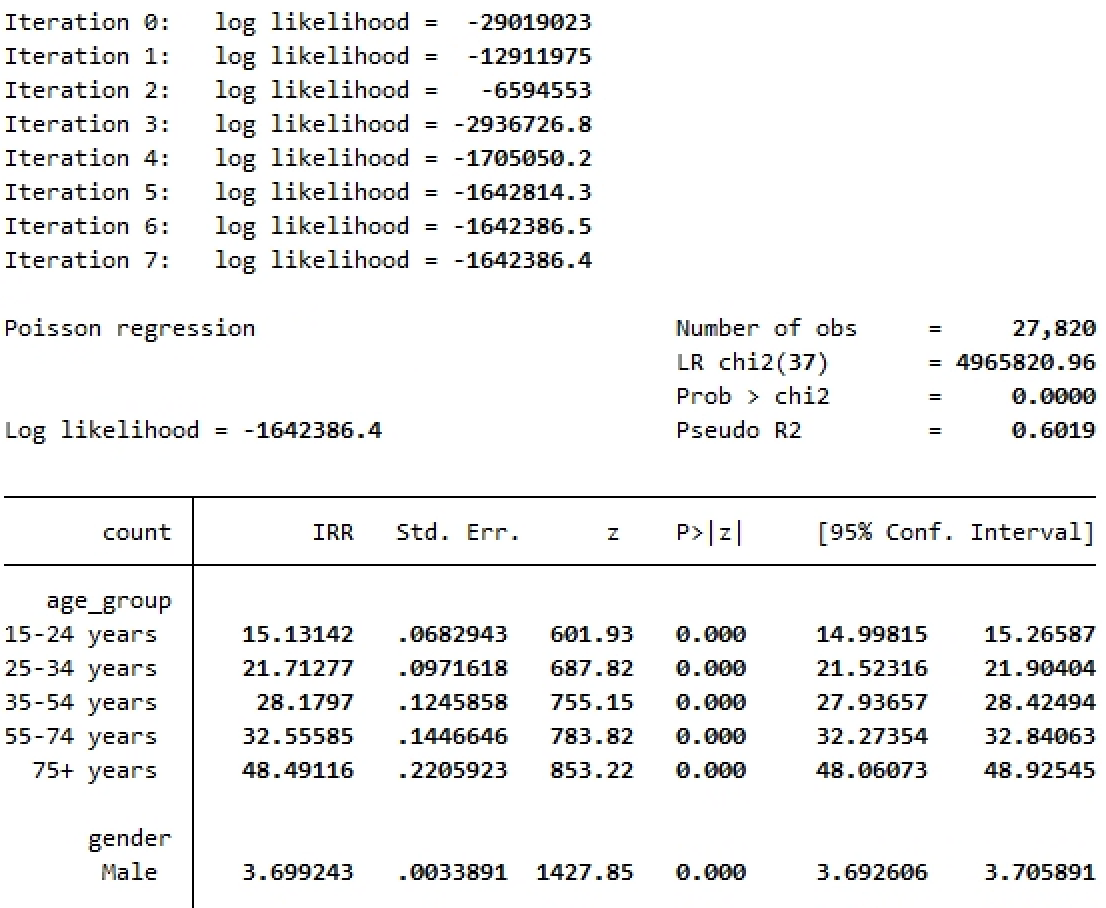 Iteration 0:   log likelihood =  -29019023
Iteration 1:   log likelihood =  -12911975
Iteration 2:   log likelihood =   -6594553
Iteration 3:   log likelihood = -2936726.8
Iteration 4:   log likelihood = -1705050.2
Iteration 5:   log likelihood = -1642814.3
Iteration 6:   log likelihood = -1642386.5
Iteration 7:   log likelihood = -1642386.4
Poisson regression                              Number of obs     =     27,820
LR chi2(37)       = 4965820.96
Prob > chi2       =     0.0000
Log likelihood = -1642386.4                     Pseudo R2         =     0.6019
count        IRR   Std. Err.      z    P>|z|     [95% Conf. Interval]
age_group
15-24 years     15.13142   .0682943   601.93   0.000     14.99815    15.26587
25-34 years     21.71277   .0971618   687.82   0.000     21.52316    21.90404
35-54 years      28.1797   .1245858   755.15   0.000     27.93657    28.42494
55-74 years     32.55585   .1446646   783.82   0.000     32.27354    32.84063
75+ years     48.49116   .2205923   853.22   0.000     48.06073    48.92545
gender
Male     3.699243   .0033891  1427.85   0.000     3.692606    3.705891